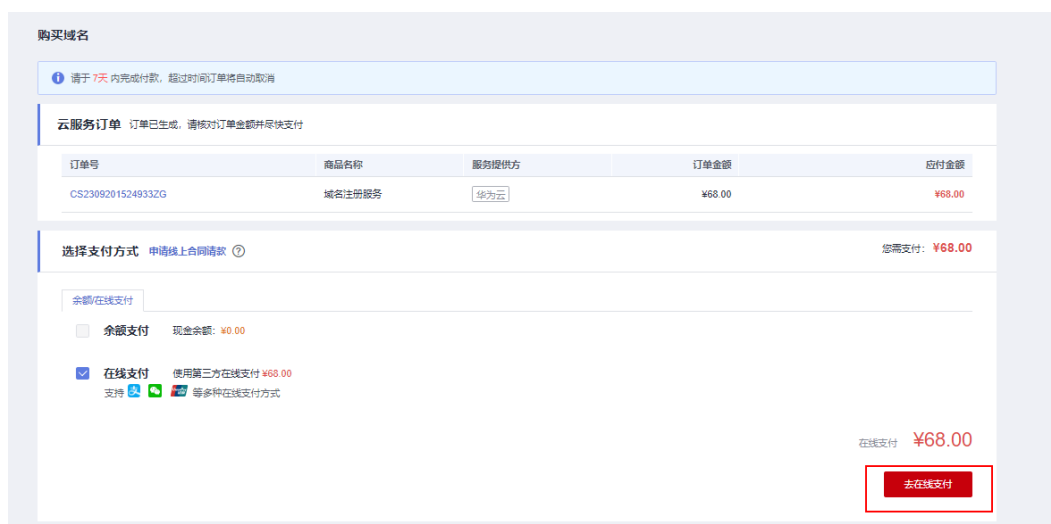 购买域名
请于 7天 内完成付款，超过时间订单将自动取消
云服务订单 订单已生成，请核对订单金额并尽快支付
订单号 商品名称 服务提供方 订单金额 应付金额
CS2309201524933ZG 域名注册服务 华为云 ¥68.00 ¥68.00
选择支付方式 申请线上合同请款 ? 您需支付：¥68.00
余额/在线支付
余额支付 现金余额：¥0.00
在线支付 使用第三方在线支付 ¥68.00
支持 支 等多种在线支付方式
在线支付 ¥68.00
去在线支付